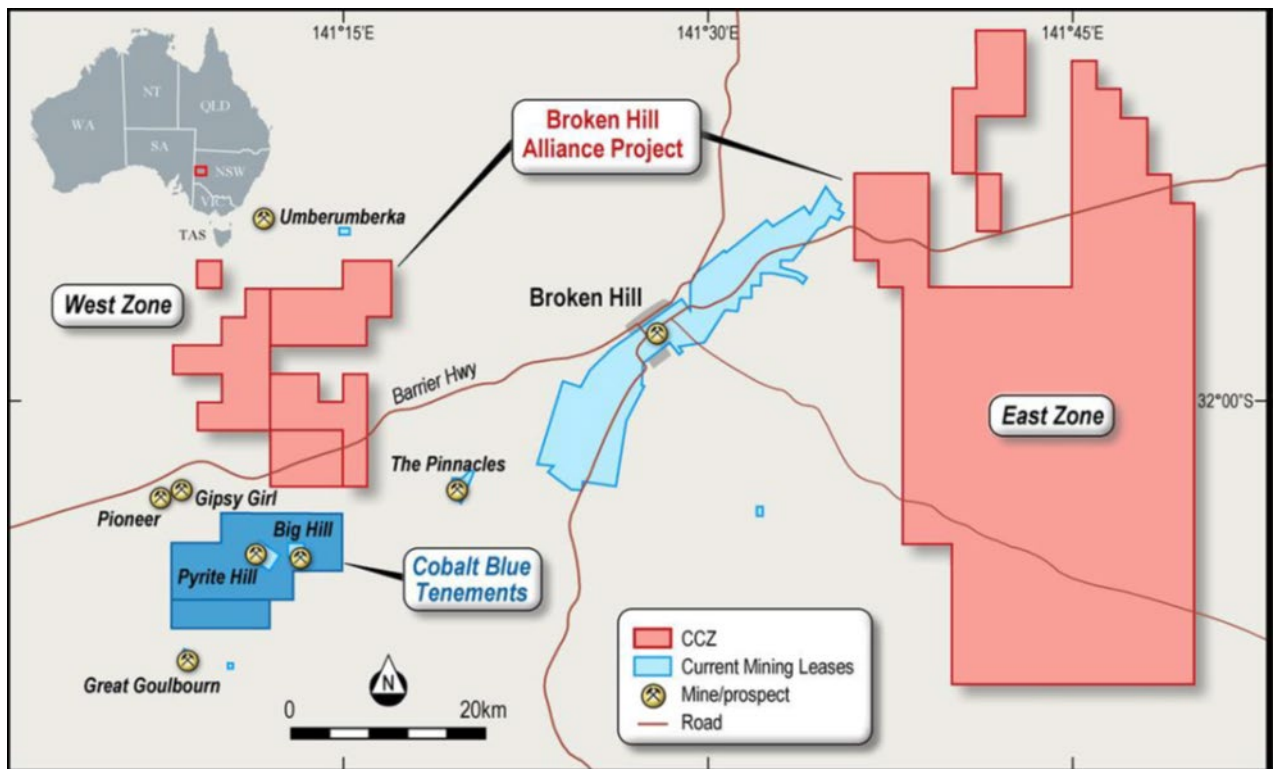 141°15'E
141°30'E
141°45'E
NT
QLD
WA
SA
NSW
VIC
TAS
Broken Hill
Alliance Project
Umberumberka
West Zone
Broken Hill
Barrier Hwy
32°00'S
East Zone
The Pinnacles
Gipsy Girl
Pioneer
Big Hill
Pyrite Hill
Cobalt Blue
Tenements
Great Goulbourn
N
0 20km
CCZ
Current Mining Leases
Mine/prospect
Road